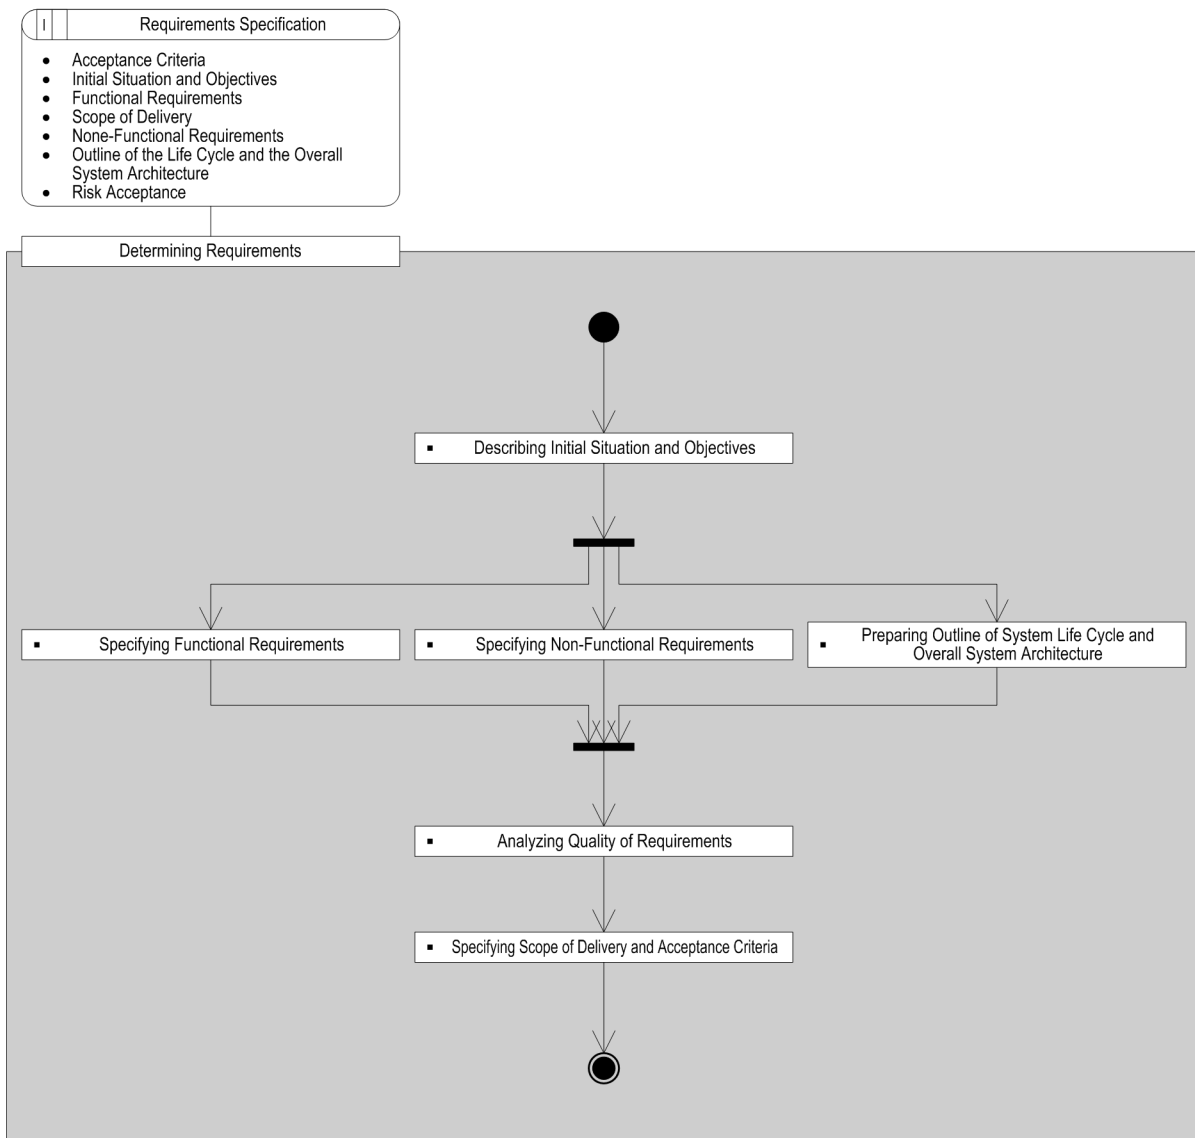 I
Requirements Specification
Acceptance Criteria
Initial Situation and Objectives
Functional Requirements
Scope of Delivery
None-Functional Requirements
Outline of the Life Cycle and the Overall
System Architecture
Risk Acceptance
Determining Requirements
Describing Initial Situation and Objectives
Specifying Functional Requirements
Specifying Non-Functional Requirements
Preparing Outline of System Life Cycle and
Overall System Architecture
Analyzing Quality of Requirements
Specifying Scope of Delivery and Acceptance Criteria